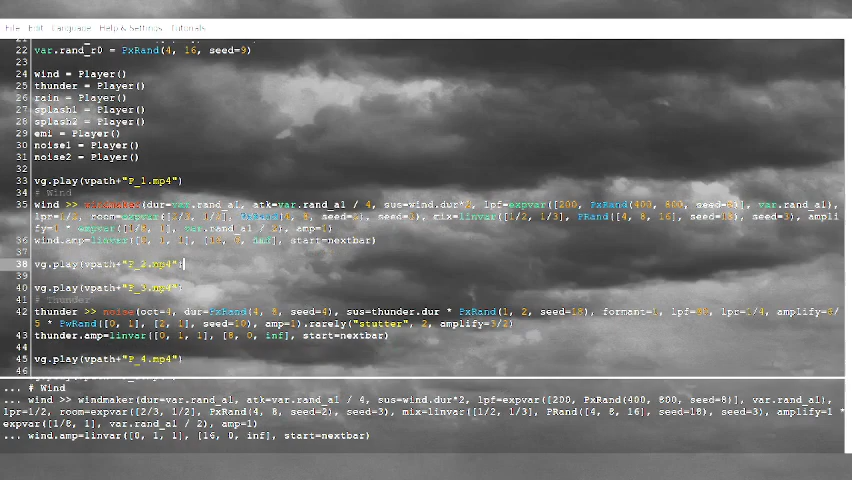 File Edit Language Help & Settings Tutorials
22 var.rand_r0 = PxRand(4, 16, seed=9)
23
24 wind = Player()
25 thunder = Player()
26 rain = Player()
27 splash1 = Player()
28 splash2 = Player()
29 emi = Player()
30 noise1 = Player()
31 noise2 = Player()
32
33 vg.play(vpath+"P_1.mp4")
34 # Wind
35 wind >> windmaker(dur=var.rand_a1, atk=var.rand_a1 / 4, sus=wind.dur*2, lpf=expvar([200, PxRand(400, 800, seed=8)], var.rand_a1),
lpr=1/2, room=expvar([2/3, 1/2], PxRand(4, 8, seed=2), seed=3), mix=linvar([1/2, 1/3], PRand([4, 8, 16], seed=18), seed=3), ampli
fy=1 * expvar([1/8, 1], var.rand_a1 / 2), amp=1)
36 wind.amp=linvar([0, 1, 1], [16, 0, inf], start=nextbar)
37
38 vg.play(vpath+"P_2.mp4")
39
40 vg.play(vpath+"P_3.mp4")
41 # Thunder
42 thunder >> noise(oct=4, dur=PxRand(4, 8, seed=4), sus=thunder.dur * PxRand(1, 2, seed=18), formant=1, lpr=1/4, amplify=
5 * PwRand([0, 1], [2, 1], seed=10), amp=1).rarely("stutter", 2, amplify=3/2)
43 thunder.amp=linvar([0, 1, 1], [8, 0, inf], start=nextbar)
44
45 vg.play(vpath+"P_4.mp4")
46
... # Wind
... wind >> windmaker(dur=var.rand_a1, atk=var.rand_a1 / 4, sus=wind.dur*2, lpf=expvar([200, PxRand(400, 800, seed=8)], var.rand_a1),
lpr=1/2, room=expvar([2/3, 1/2], PxRand(4, 8, seed=2), seed=3), mix=linvar([1/2, 1/3], PRand([4, 8, 16], seed=18), seed=3), amplify=1 *
expvar([1/8, 1], var.rand_a1 / 2), amp=1)
... wind.amp=linvar([0, 1, 1], [16, 0, inf], start=nextbar)